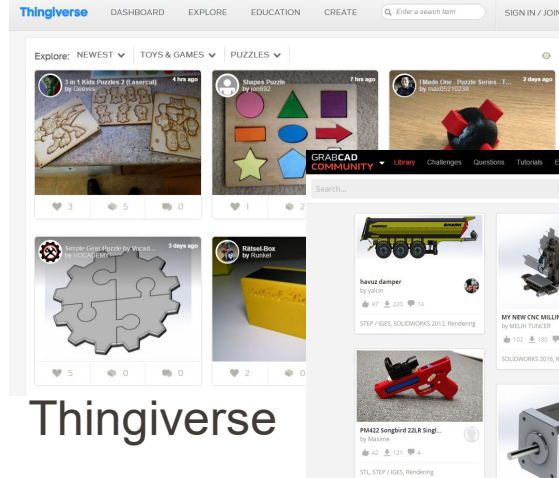 Thingiverse DASHBOARD EXPLORE EDUCATION CREATE Enter a search term SIGN IN / JOIN
Explore: NEWEST TOYS & GAMES PUZZLES
3 in 1 Kids Puzzles 2 (Lasercut) 4 hrs ago
by Deeves
3 5
Shapes Puzzle 7 hrs ago
by jon692
1 2
I Made One - Puzzle Series - T... 2 days ago
by max05210238
Simple Gear Puzzle by Vocad... 3 days ago
by VOCADEMY
5 0 0
Rätsel-Box
by Runkel
2 0
GRABCAD
COMMUNITY Library Challenges Questions Tutorials E
Search...
SHARK
havuz damper
by yalcin
97 220 14
STEP / IGES, SOLIDWORKS 2012, Rendering
MY NEW CNC MILLIN
by MELIH TUNCER
102 180
SOLIDWORKS 2016, R
PM422 Songbird 22LR Singl...
by Maxime
42 121 4
STL, STEP / IGES, Rendering
Thingiverse